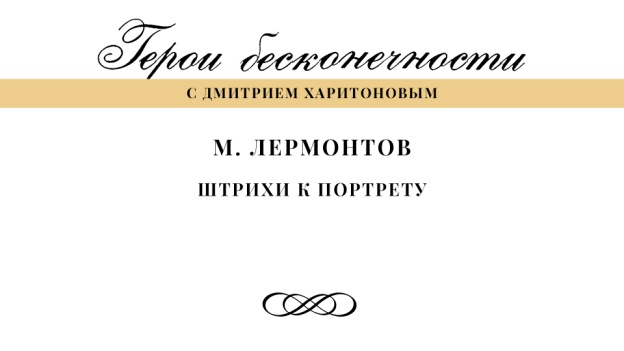 Герои бесконечности
С ДМИТРИЕМ ХАРИТОНОВЫМ
М. ЛЕРМОНТОВ
ШТРИХИ К ПОРТРЕТУ